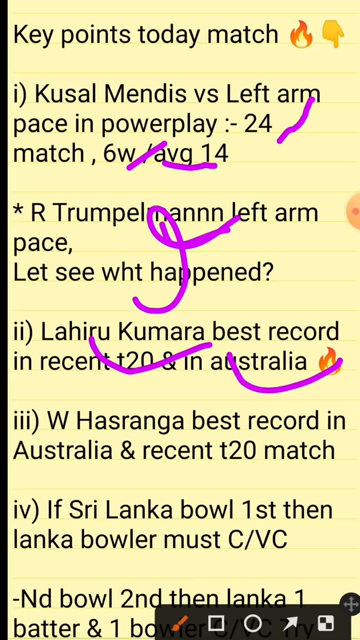 Key points today match 🔥👇
i) Kusal Mendis vs Left arm
pace in powerplay :- 24
match , 6w /avg 14
* R Trumpelmannn left arm
pace,
Let see wht happened?
ii) Lahiru Kumara best record
in recent t20 & in australia 🔥
iii) W Hasranga best record in
Australia & recent t20 match
iv) If Sri Lanka bowl 1st then
lanka bowler must C/VC
-Nd bowl 2nd then lanka 1
batter & 1 bowler C/VC Try